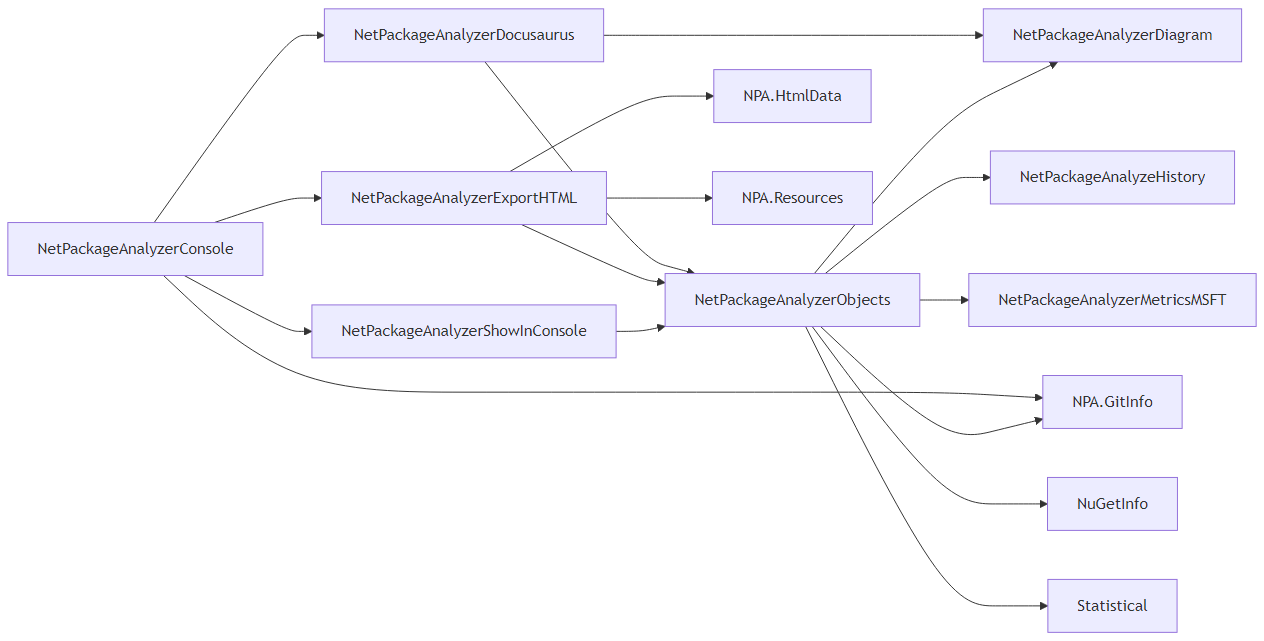 NetPackageAnalyzerDocusaurus
NetPackageAnalyzerDiagram
NPA.HtmlData
NetPackageAnalyzeHistory
NetPackageAnalyzerExportHTML
NPA.Resources
NetPackageAnalyzerConsole
NetPackageAnalyzerObjects
NetPackageAnalyzerMetricsMSFT
NetPackageAnalyzerShowInConsole
NPA.GitInfo
NuGetInfo
Statistical